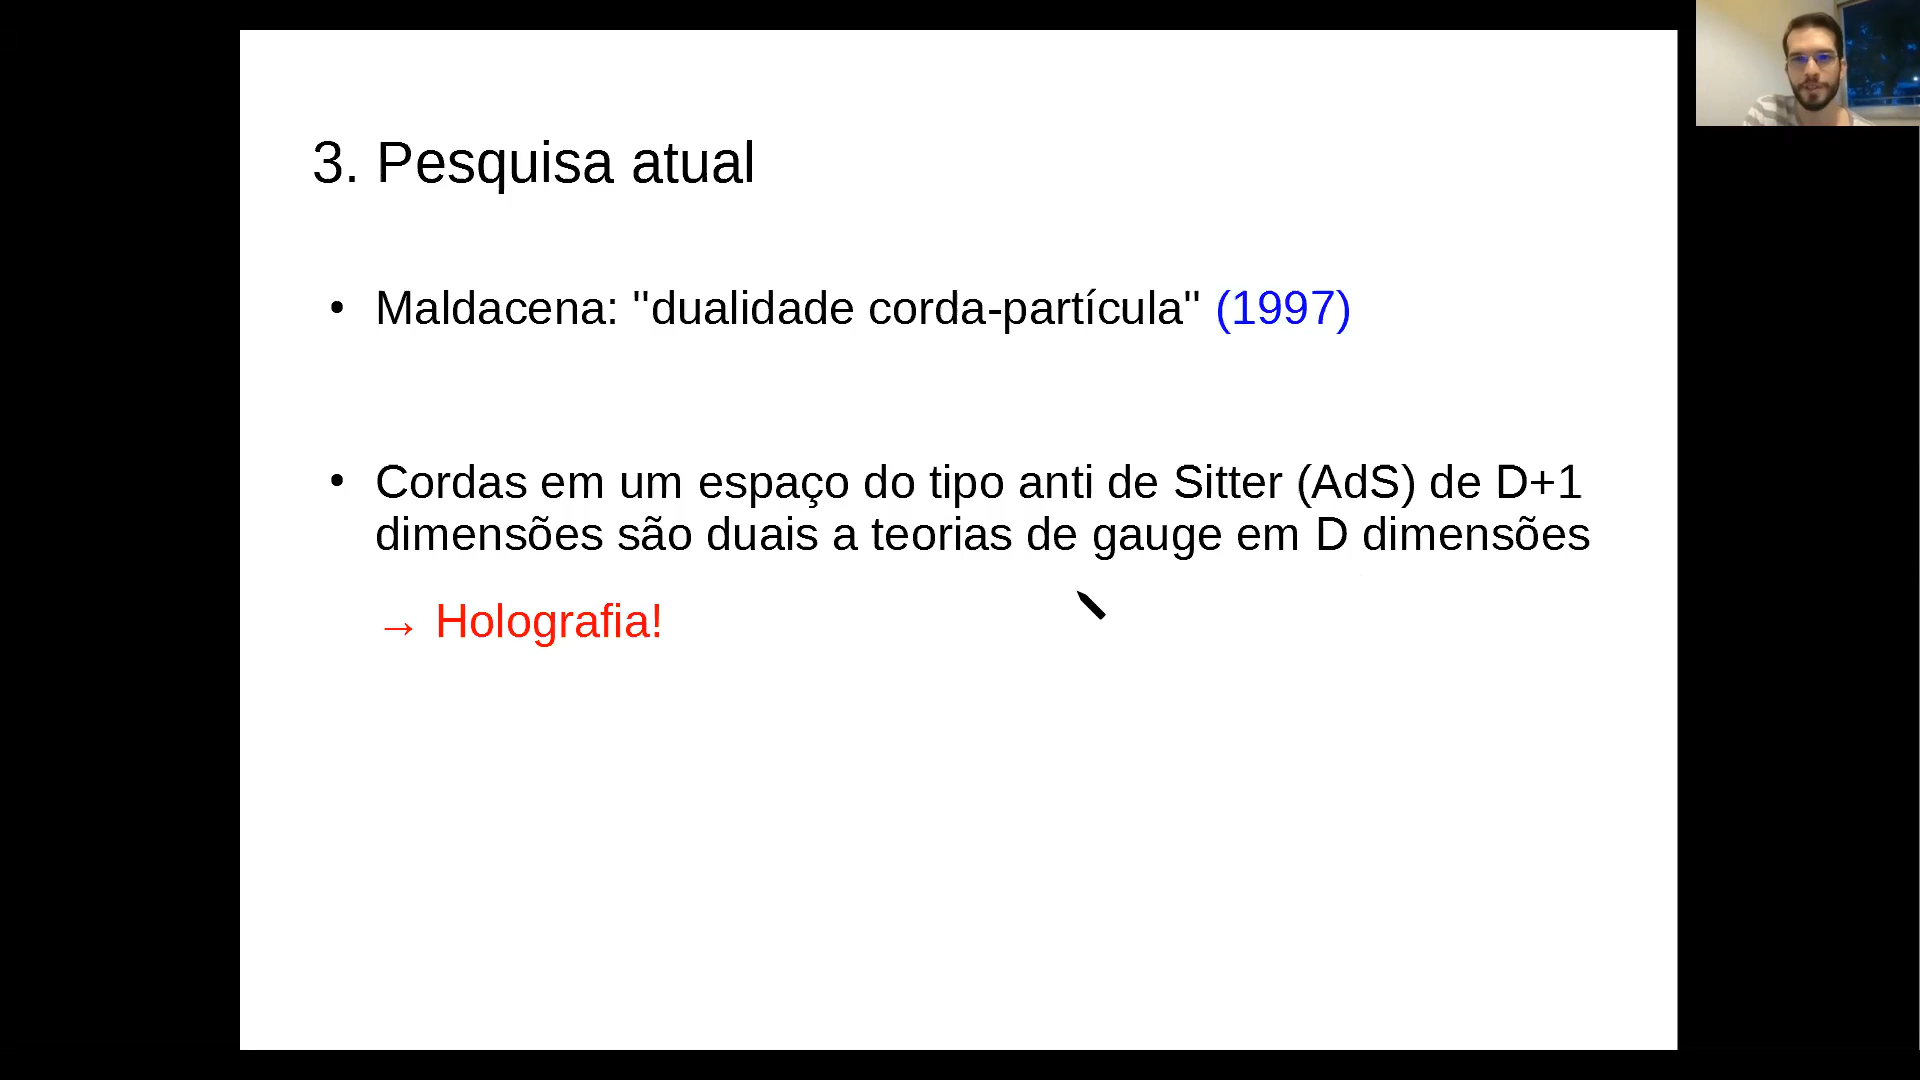 3. Pesquisa atual
• Maldacena: "dualidade corda-partícula" (1997)
• Cordas em um espaço do tipo anti de Sitter (AdS) de D+1
dimensões são duais a teorias de gauge em D dimensões
→ Holografia!